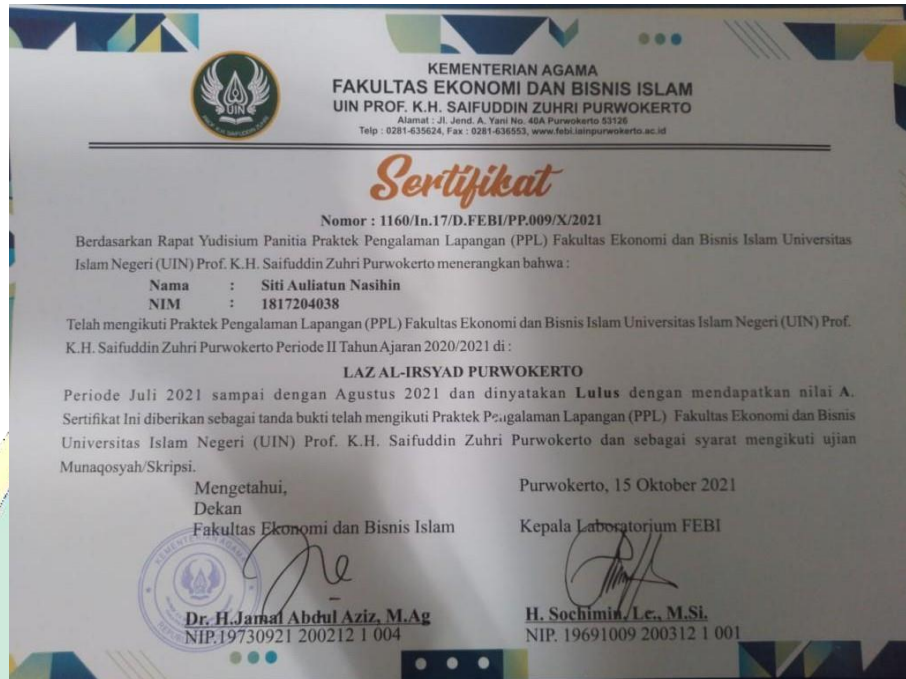 KEMENTERIAN AGAMA
FAKULTAS EKONOMI DAN BISNIS ISLAM
UIN PROF. K.H. SAIFUDDIN ZUHRI PURWOKERTO
Alamat : Jl. Jend. A. Yani No. 40A Purwokerto 53126
Telp : 0281-635624, Fax : 0281-636553, www.febi.iainpurwokerto.ac.id
UIN
Sertifikat
Nomor : 1160/In.17/D.FEBI/PP.009/X/2021
Berdasarkan Rapat Yudisium Panitia Praktek Pengalaman Lapangan (PPL) Fakultas Ekonomi dan Bisnis Islam Universitas
Islam Negeri (UIN) Prof. K.H. Saifuddin Zuhri Purwokerto menerangkan bahwa :
Nama : Siti Auliatun Nasihin
NIM : 1817204038
Telah mengikuti Praktek Pengalaman Lapangan (PPL) Fakultas Ekonomi dan Bisnis Islam Universitas Islam Negeri (UIN) Prof.
K.H. Saifuddin Zuhri Purwokerto Periode II Tahun Ajaran 2020/2021 di :
LAZ AL-IRSYAD PURWOKERTO
Periode Juli 2021 sampai dengan Agustus 2021 dan dinyatakan Lulus dengan mendapatkan nilai A.
Sertifikat Ini diberikan sebagai tanda bukti telah mengikuti Praktek Pengalaman Lapangan (PPL) Fakultas Ekonomi dan Bisnis
Universitas Islam Negeri (UIN) Prof. K.H. Saifuddin Zuhri Purwokerto dan sebagai syarat mengikuti ujian
Munaqosyah/Skripsi.
Mengetahui,
Dekan
Fakultas Ekonomi dan Bisnis Islam
KEMENTERIAN AGAMA
Dr. H.Jamal Abdul Aziz, M.Ag
NIP.19730921 200212 1 004
Purwokerto, 15 Oktober 2021
Kepala Laboratorium FEBI
H. Sochimin, Lc., M.Si.
NIP. 19691009 200312 1 001